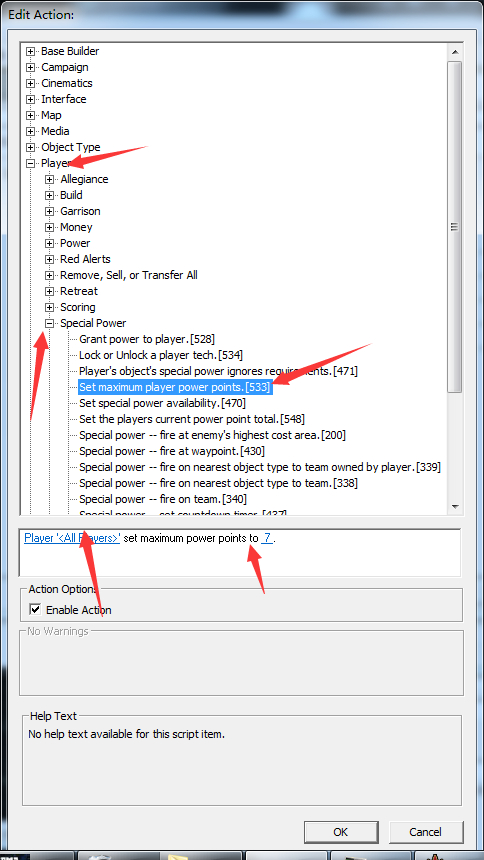 Edit Action:
Base Builder
Campaign
Cinematics
Interface
Map
Media
Object Type
Player
Allegiance
Build
Garrison
Money
Power
Red Alerts
Remove, Sell, or Transfer All
Retreat
Scoring
Special Power
Grant power to player.[528]
Lock or Unlock a player tech.[534]
Player's object's special power ignores requirements.[471]
Set maximum player power points.[533]
Set special power availability.[470]
Set the players current power point total.[548]
Special power -- fire at enemy's highest cost area.[200]
Special power -- fire at waypoint.[430]
Special power -- fire on nearest object type to team owned by player.[339]
Special power -- fire on nearest object type to team.[338]
Special power -- fire on team.[340]
Special power -- set countdown timer.[437]
Player '<All Players>' set maximum power points to 7 .
Action Options
Enable Action
No Warnings
Help Text
No help text available for this script item.
OK Cancel